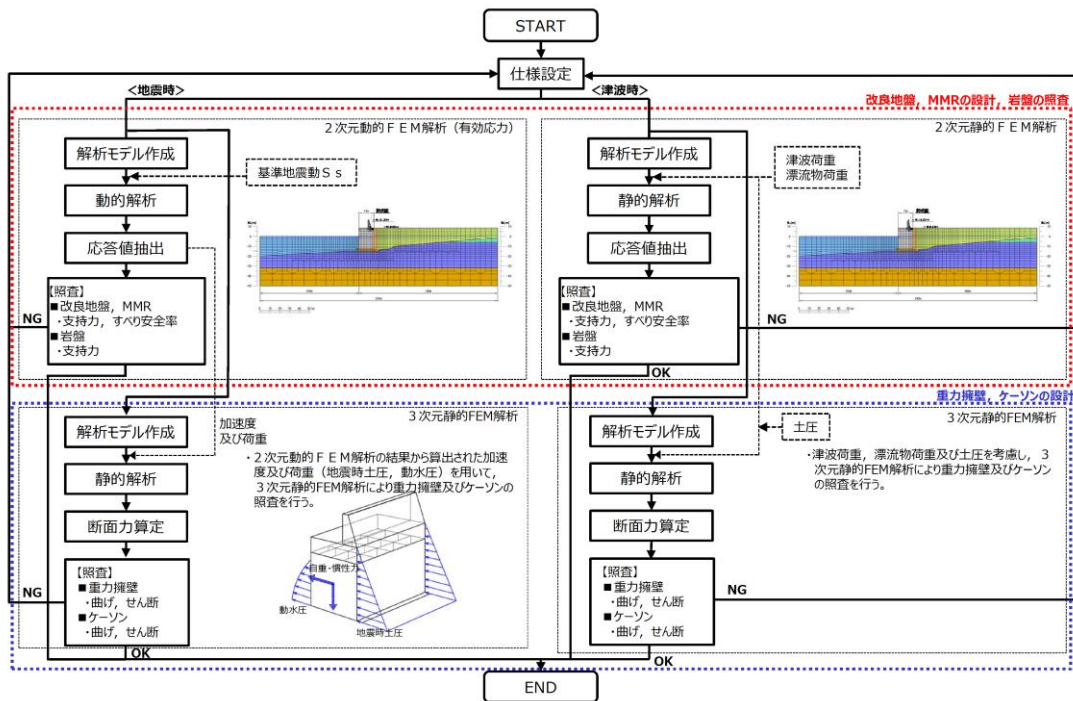 START
仕様設定
<地震時>
<津波時>
改良地盤，MMRの設計，岩盤の照査
2次元動的ＦＥＭ解析（有効応力）
解析モデル作成
基準地震動Ｓｓ
動的解析
応答値抽出
【照査】
■改良地盤，MMR
・支持力，すべり安全率
■岩盤
・支持力
NG
2次元静的ＦＥＭ解析
解析モデル作成
津波荷重
漂流物荷重
静的解析
応答値抽出
【照査】
■改良地盤，MMR
・支持力，すべり安全率
■岩盤
・支持力
NG
OK
重力擁壁，ケーソンの設計
3次元静的FEM解析
解析モデル作成
加速度
及び荷重
・２次元動的ＦＥＭ解析の結果から算出された加速
度及び荷重（地震時土圧，動水圧）を用いて，
３次元静的FEM解析により重力擁壁及びケーソンの
照査を行う。
静的解析
断面力算定
自重・慣性力
動水圧
地震時土圧
【照査】
■重力擁壁
・曲げ，せん断
■ケーソン
・曲げ，せん断
NG
OK
3次元静的FEM解析
解析モデル作成
土圧
・津波荷重，漂流物荷重及び土圧を考慮し，３
次元静的FEM解析により重力擁壁及びケーソン
の照査を行う。
静的解析
断面力算定
【照査】
■重力擁壁
・曲げ，せん断
■ケーソン
・曲げ，せん断
NG
OK
END